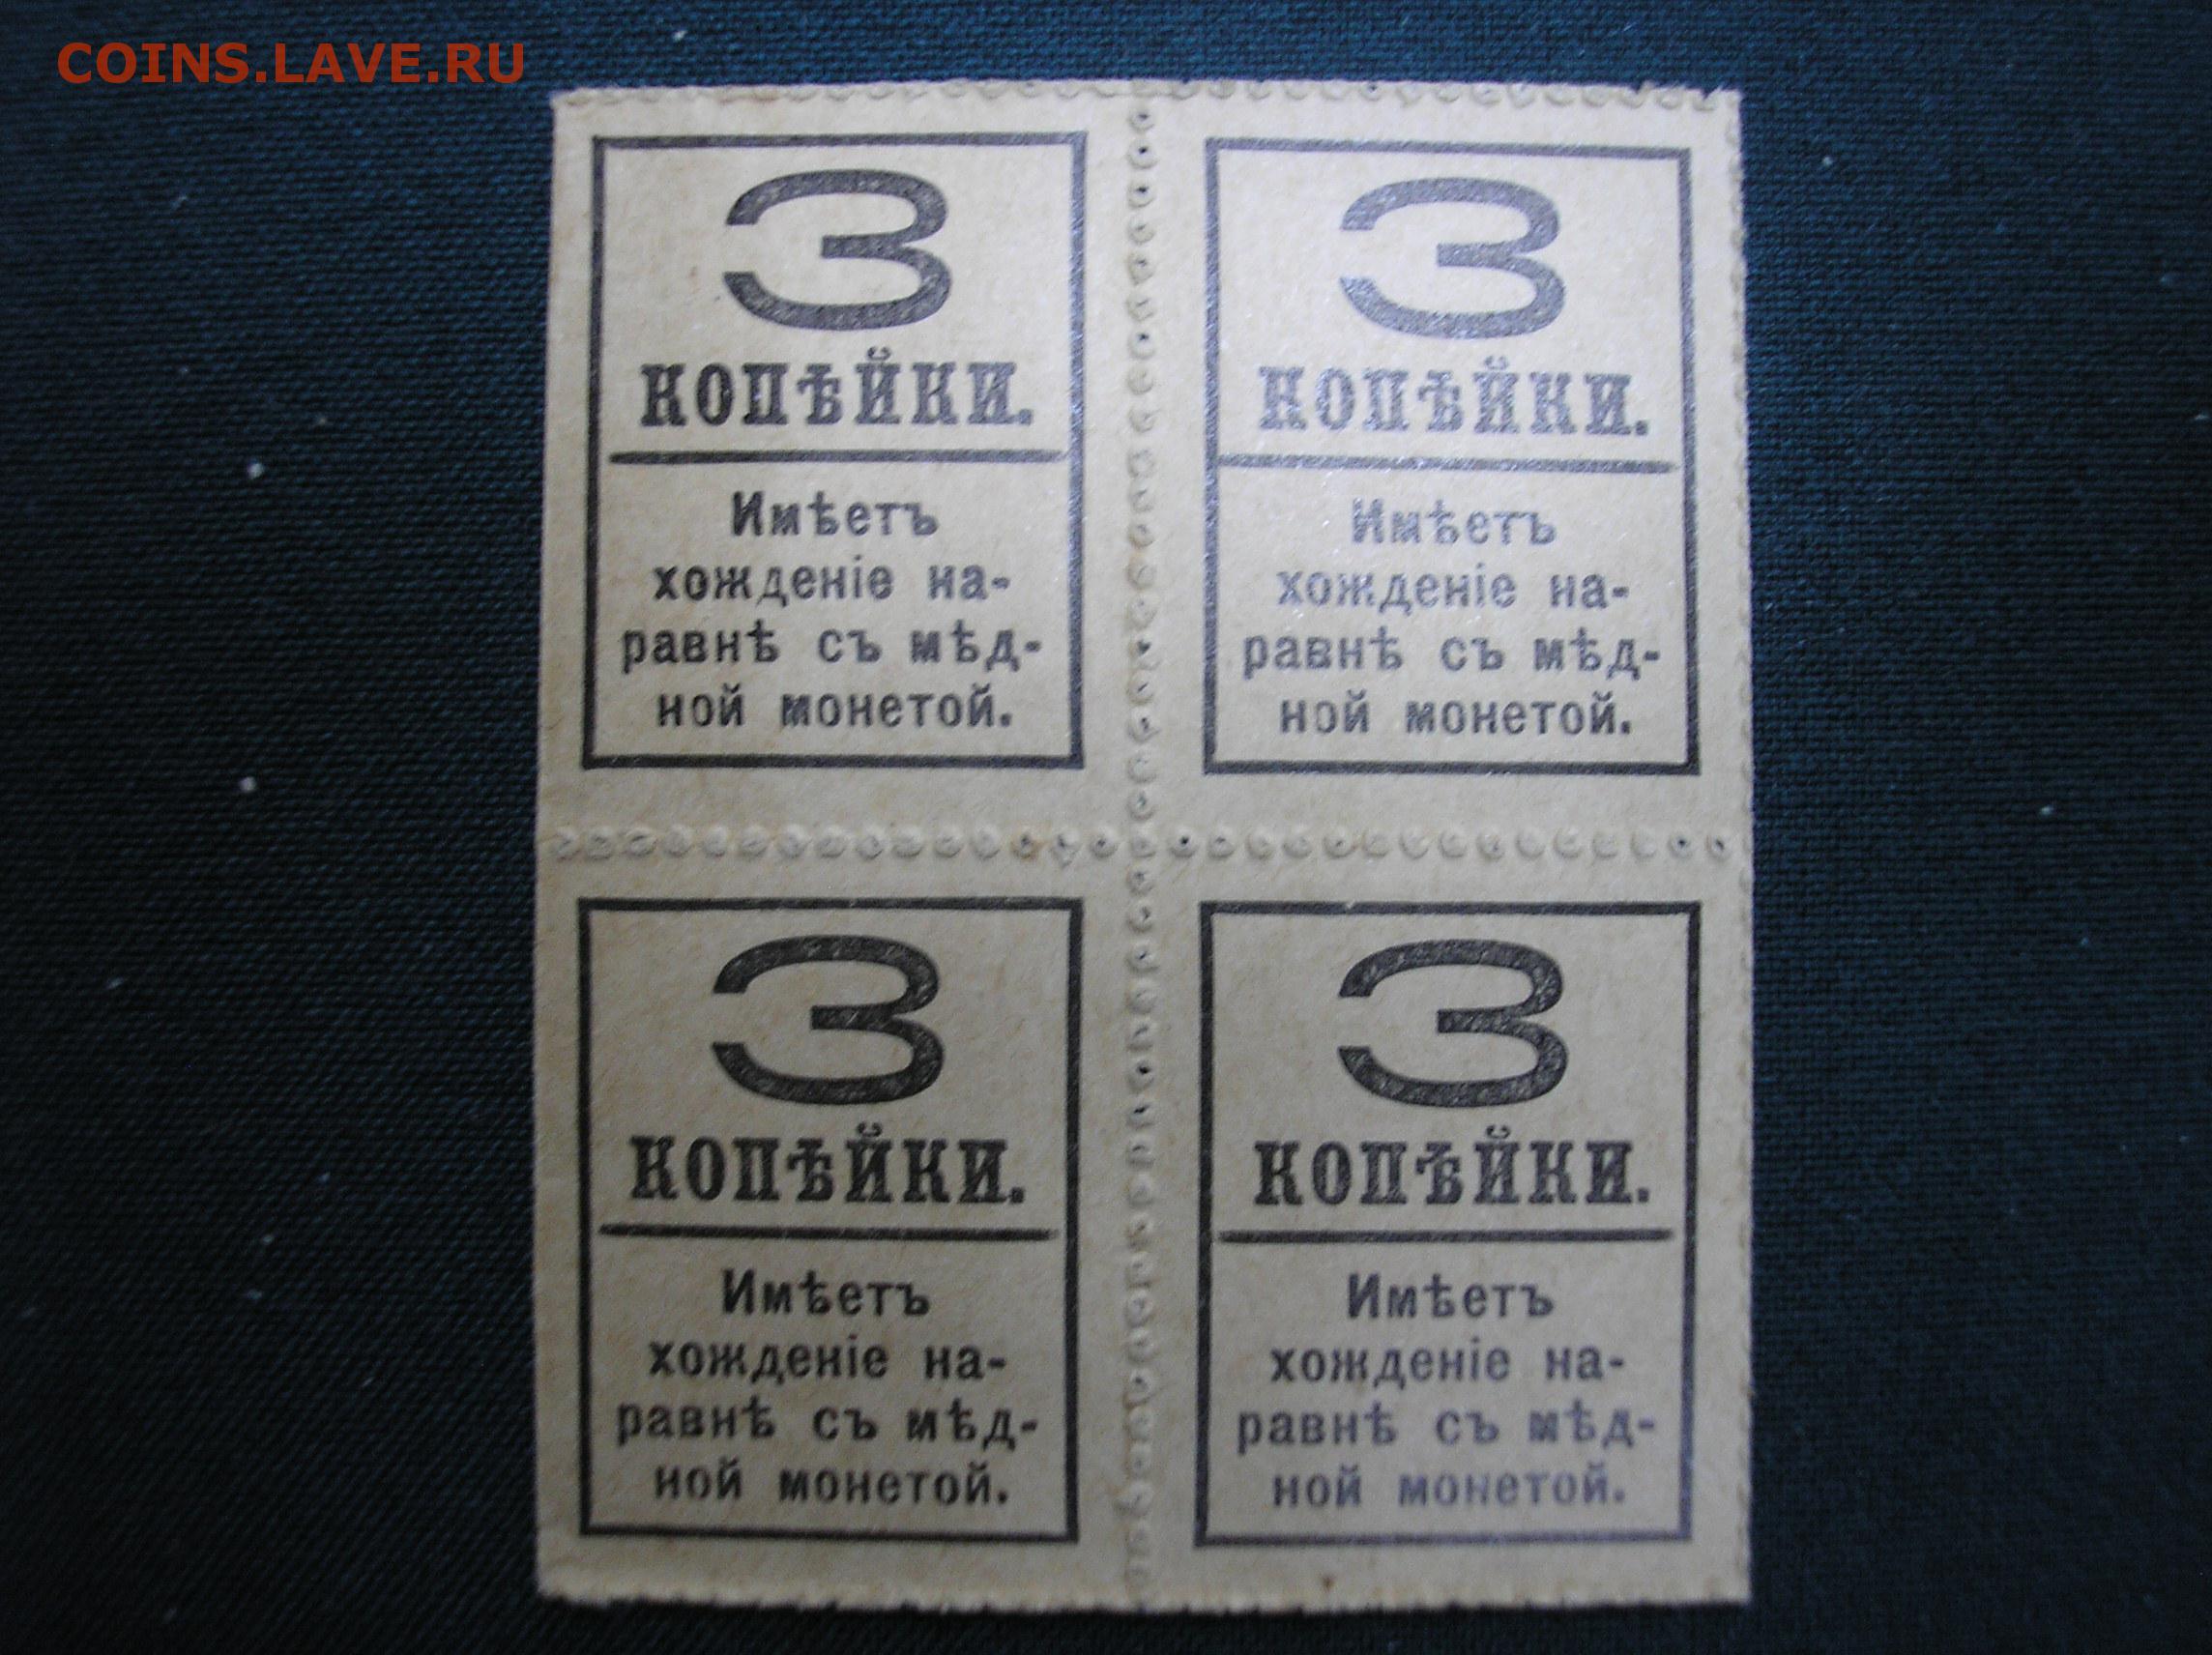 COINS.LAVE.RU
3
КОПѢЙКИ.
Имѣетъ
хожденіе на-
равнѣ съ мѣд-
ной монетой.
3
КОПѢЙКИ.
Имѣетъ
хожденіе на-
равнѣ съ мѣд-
ной монетой.
3
КОПѢЙКИ.
Имѣетъ
хожденіе на-
равнѣ съ мѣд-
ной монетой.
3
КОПѢЙКИ.
Имѣетъ
хожденіе на-
равнѣ съ мѣд-
ной монетой.